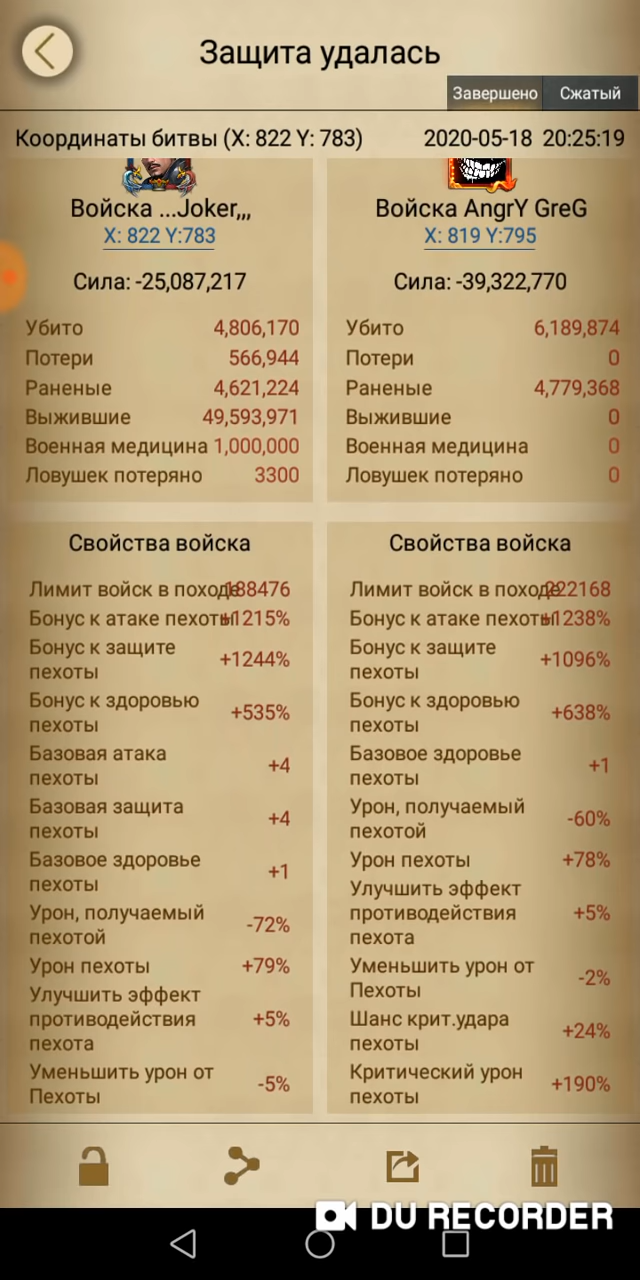 Защита удалась
Завершено
Сжатый
Координаты битвы (X: 822 Y: 783)
2020-05-18 20:25:19
Войска ...Joker,,,
X: 822 Y:783
Сила: -25,087,217
Убито 4,806,170
Потери 566,944
Раненые 4,621,224
Выжившие 49,593,971
Военная медицина 1,000,000
Ловушек потеряно 3300
Войска AngrY GreG
X: 819 Y:795
Сила: -39,322,770
Убито 6,189,874
Потери 0
Раненые 4,779,368
Выжившие 0
Военная медицина 0
Ловушек потеряно 0
Свойства войска
Лимит войск в походе 188476
Бонус к атаке пехоты +1215%
Бонус к защите
пехоты +1244%
Бонус к здоровью
пехоты +535%
Базовая атака
пехоты +4
Базовая защита
пехоты +4
Базовое здоровье
пехоты +1
Урон, получаемый
пехотой -72%
Урон пехоты +79%
Улучшить эффект
противодействия +5%
пехота
Уменьшить урон от
Пехоты -5%
Свойства войска
Лимит войск в походе 222168
Бонус к атаке пехоты +1238%
Бонус к защите
пехоты +1096%
Бонус к здоровью
пехоты +638%
Базовое здоровье
пехоты +1
Урон, получаемый
пехотой -60%
Урон пехоты +78%
Улучшить эффект
противодействия +5%
пехота
Уменьшить урон от
Пехоты -2%
Шанс крит.удара
пехоты +24%
Критический урон
пехоты +190%
DU RECORDER